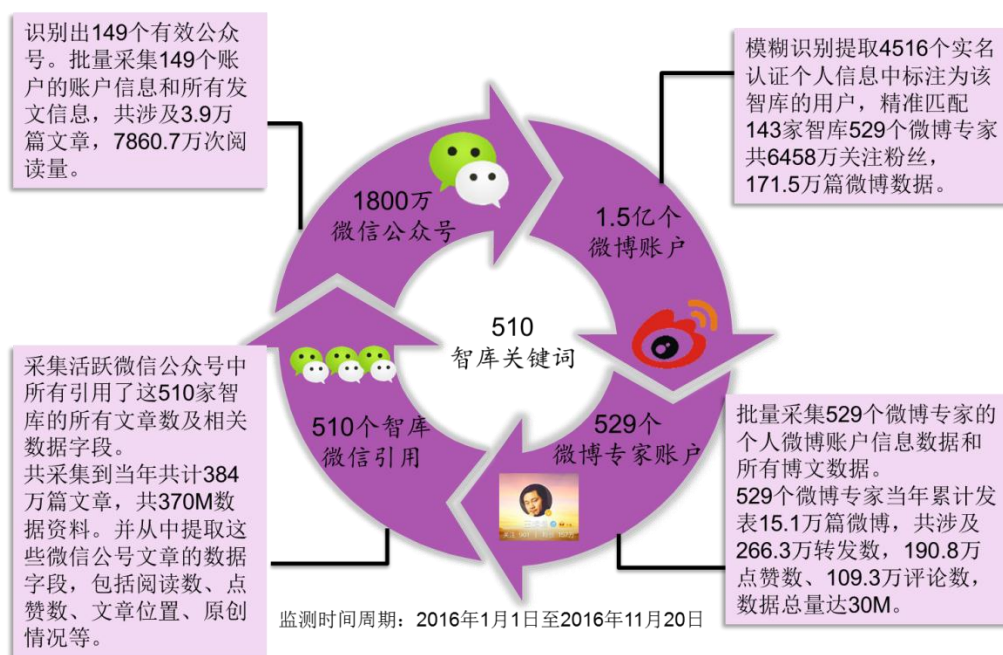 识别出149个有效公众
号。批量采集149个账
户的账户信息和所有发
文信息，共涉及3.9万
篇文章，7860.7万次阅
读量。
模糊识别提取4516个实名
认证个人信息中标注为该
智库的用户，精准匹配
143家智库529个微博专家
共6458万关注粉丝，
171.5万篇微博数据。
1800万
微信公众号
1.5亿个
微博账户
510
智库关键词
510个智库
微信引用
529个
微博专家账户
采集活跃微信公众号中
所有引用了这510家智
库的所有文章数及相关
数据字段。
共采集到当年共计384
万篇文章，共370M数
据资料。并从中提取这
些微信公号文章的数据
字段，包括阅读数、点
赞数、文章位置、原创
情况等。
批量采集529个微博专家的
个人微博账户信息数据和
所有博文数据。
529个微博专家当年累计发
表15.1万篇微博，共涉及
266.3万转发数，190.8万
点赞数、109.3万评论数，
数据总量达30M。
监测时间周期：2016年1月1日至2016年11月20日